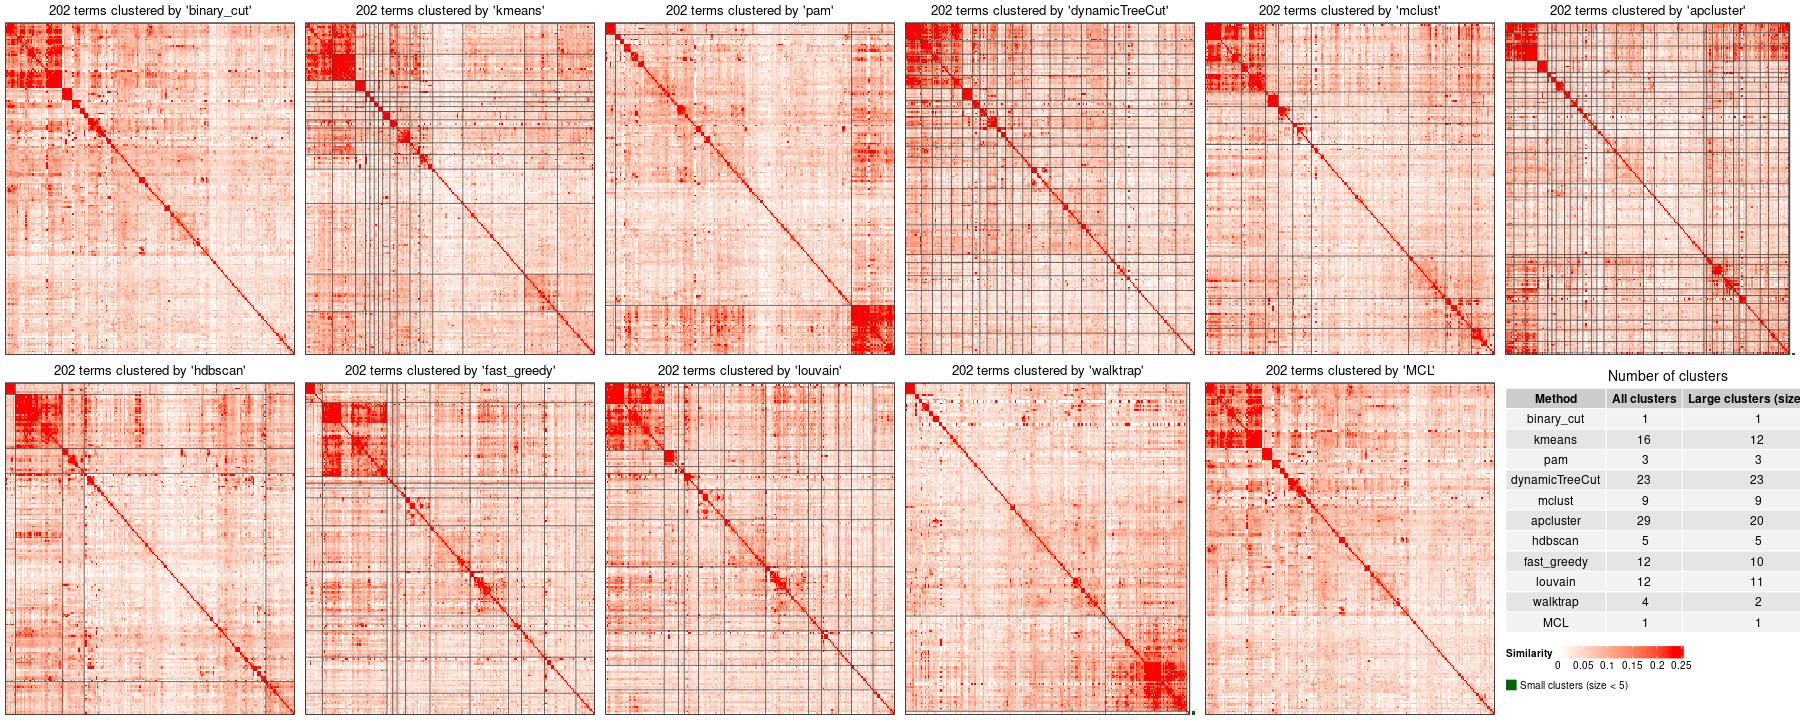 202 terms clustered by 'binary_cut'
202 terms clustered by 'kmeans'
202 terms clustered by 'pam'
202 terms clustered by 'dynamicTreeCut'
202 terms clustered by 'mclust'
202 terms clustered by 'apcluster'
202 terms clustered by 'hdbscan'
202 terms clustered by 'fast_greedy'
202 terms clustered by 'louvain'
202 terms clustered by 'walktrap'
202 terms clustered by 'MCL'
Number of clusters
Method All clusters Large clusters (size
binary_cut 1 1
kmeans 16 12
pam 3 3
dynamicTreeCut 23 23
mclust 9 9
apcluster 29 20
hdbscan 5 5
fast_greedy 12 10
louvain 12 11
walktrap 4 2
MCL 1 1
Similarity
0 0.05 0.1 0.15 0.2 0.25
Small clusters (size < 5)